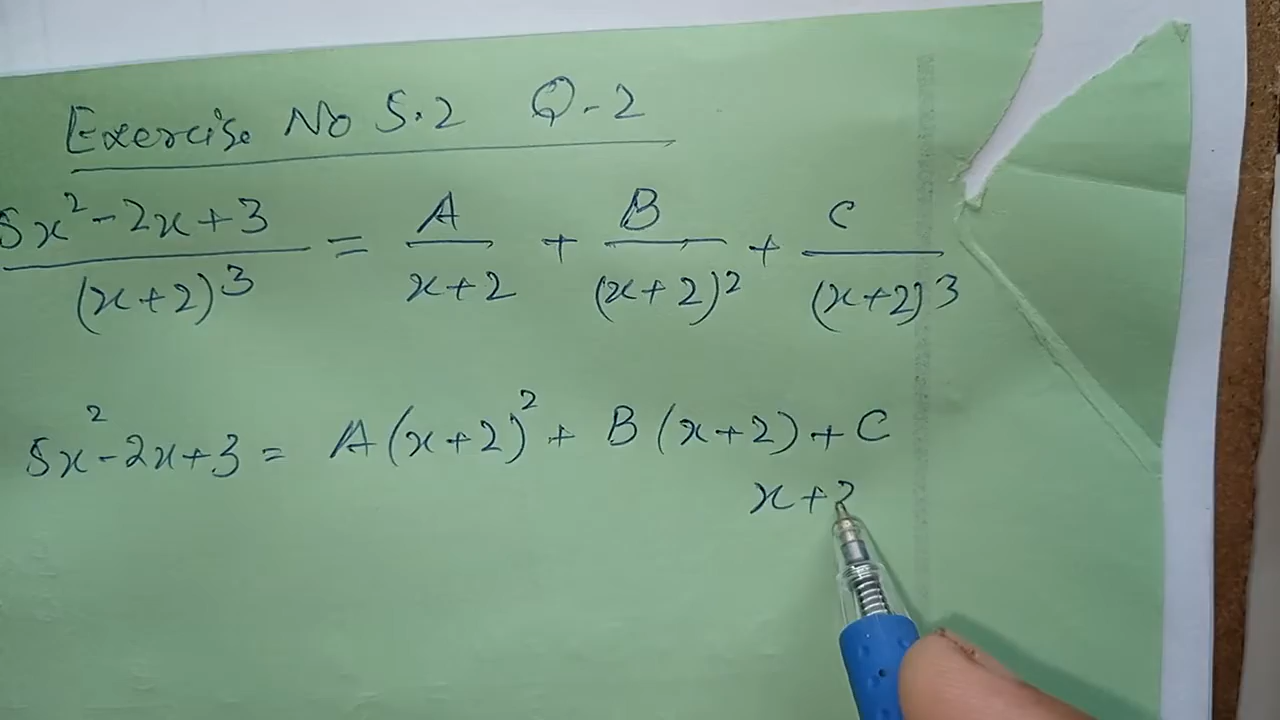 Exercise No 5.2 Q-2
5x²-2x+3 / (x+2)³ = A / x+2 + B / (x+2)² + C / (x+2)³
5x²-2x+3 = A(x+2)² + B(x+2)+C
x+2